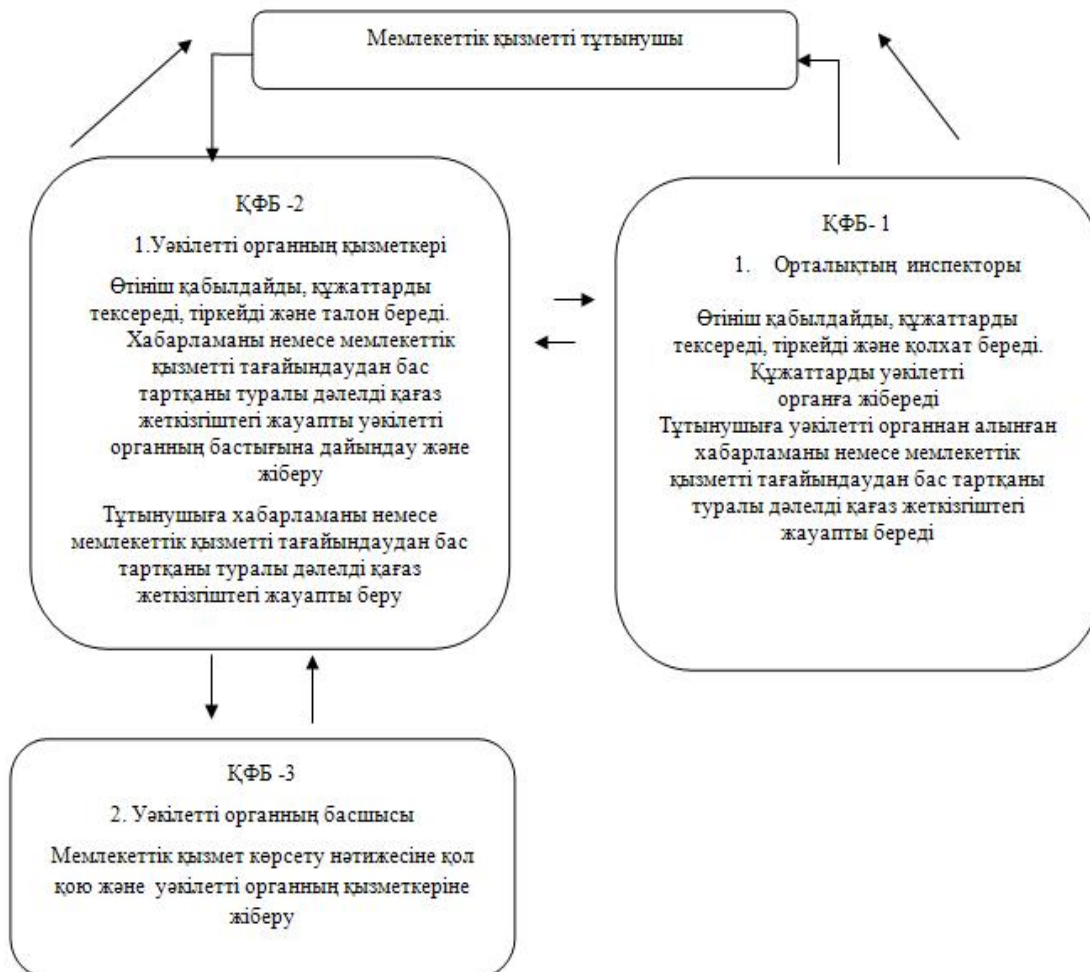 Мемлекеттік қызметті тұтынушы
ҚФБ -2
1.Уәкілетті органның қызметкері
Өтініш қабылдайды, құжаттарды
тексереді, тіркейді және талон береді.
Хабарламаны немесе мемлекеттік
қызметті тағайындаудан бас
тартқаны туралы дәлелді қағаз
жеткізгіштегі жауапты уәкілетті
органның бастығына дайындау және
жіберу
Тұтынушыға хабарламаны немесе
мемлекеттік қызметті тағайындаудан бас
тартқаны туралы дәлелді қағаз
жеткізгіштегі жауапты беру
ҚФБ- 1
1. Орталықтың инспекторы
Өтініш қабылдайды, құжаттарды
тексереді, тіркейді және қолхат береді.
Құжаттарды уәкілетті
органға жібереді
Тұтынушыға уәкілетті органнан алынған
хабарламаны немесе мемлекеттік
қызметті тағайындаудан бас тартқаны
туралы дәлелді қағаз жеткізгіштегі
жауапты береді
ҚФБ -3
2. Уәкілетті органның басшысы
Мемлекеттік қызмет көрсету нәтижесіне қол
қою және уәкілетті органның қызметкеріне
жіберу